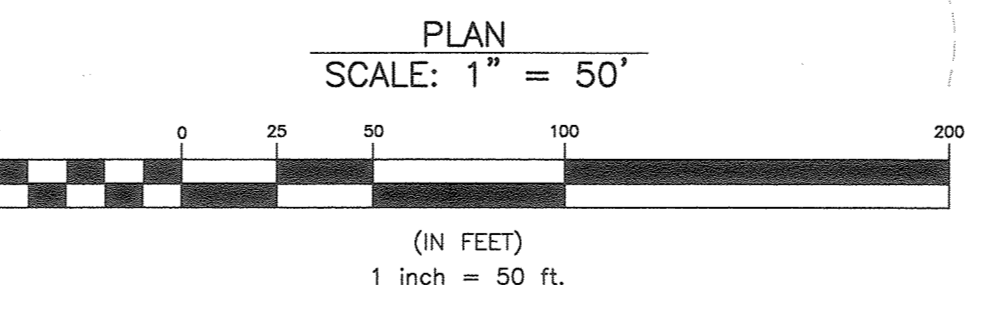 PLAN
SCALE: 1" = 50'
0 25 50 100 200
(IN FEET)
1 inch = 50 ft.